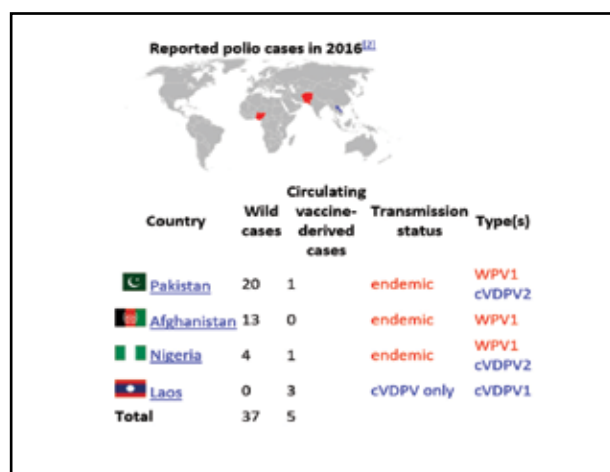 Reported polio cases in 2016[2]
Country Wild cases Circulating vaccine-derived cases Transmission status Type(s)
Pakistan 20 1 endemic WPV1 cVDPV2
Afghanistan 13 0 endemic WPV1
Nigeria 4 1 endemic WPV1 cVDPV2
Laos 0 3 cVDPV only cVDPV1
Total 37 5